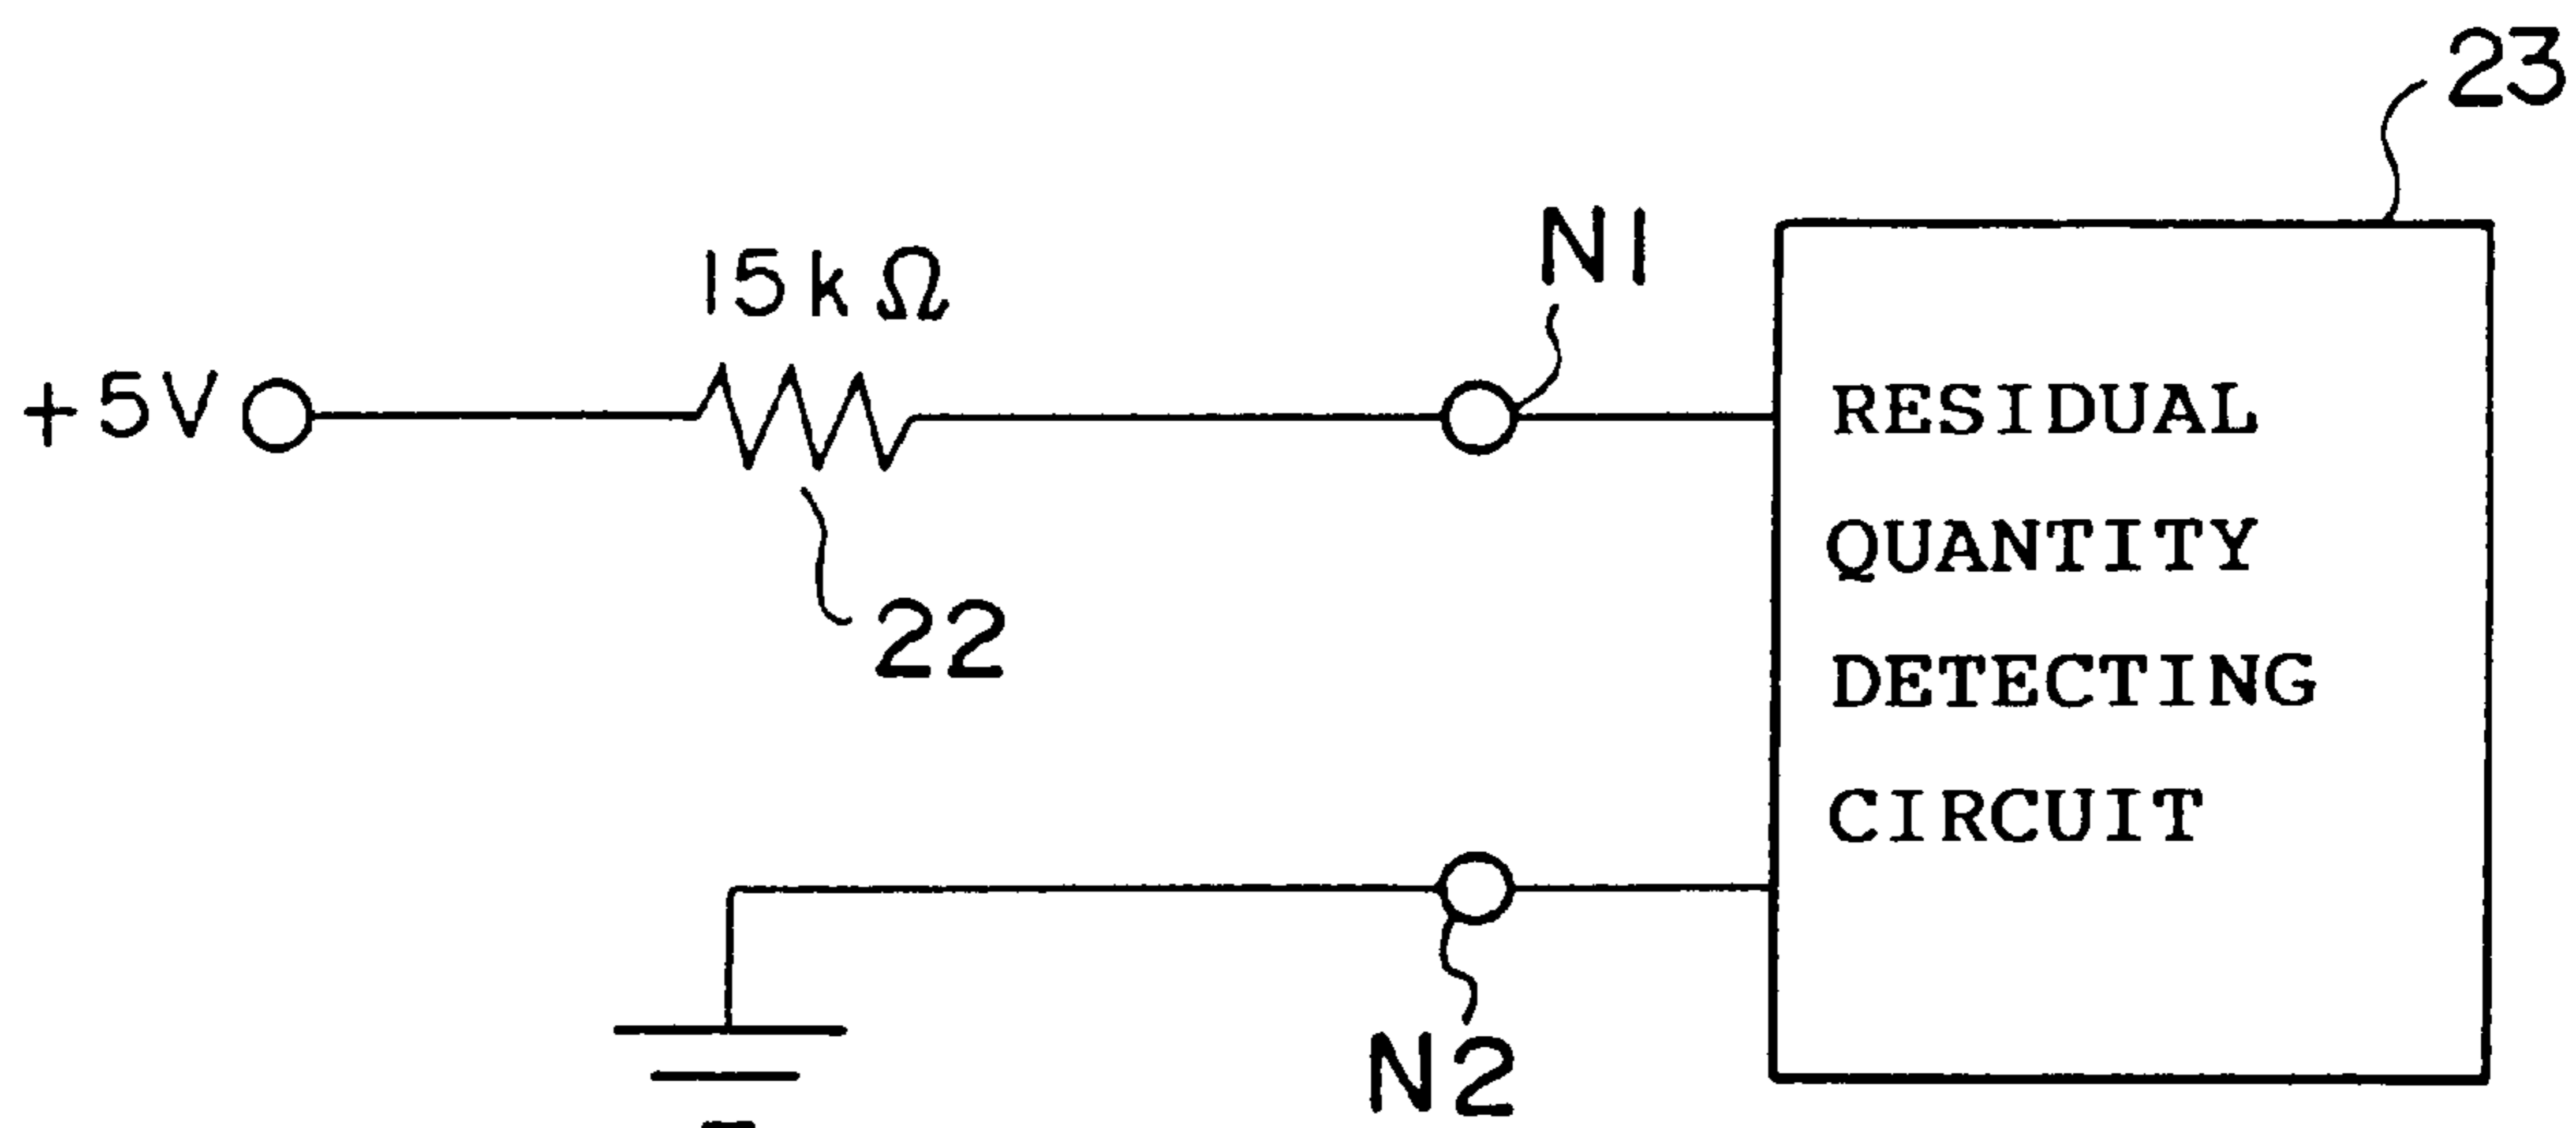 23
N1
15kΩ
+5V
RESIDUAL
QUANTITY
DETECTING
CIRCUIT
22
N2